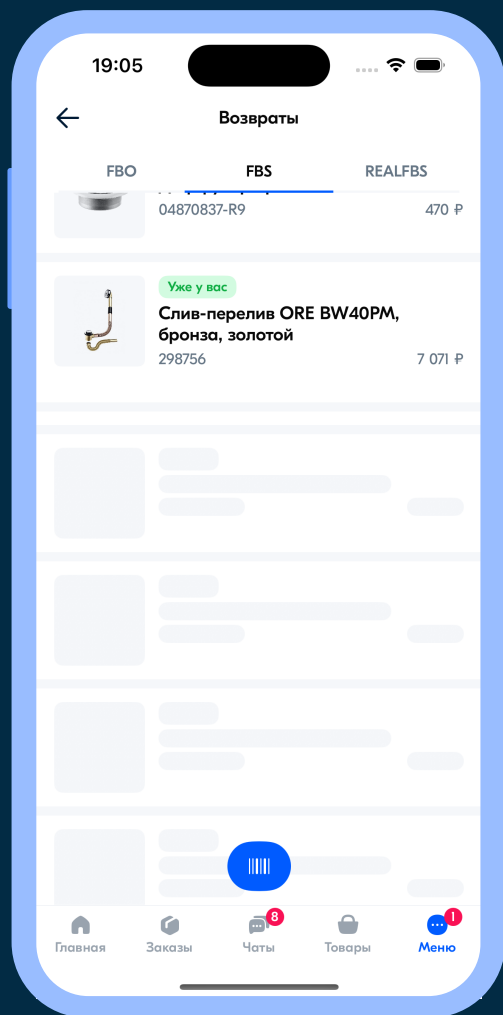 19:05
Возвраты
FBO
FBS
REALFBS
04870837-R9
470 ₽
Уже у вас
Слив-перелив ORE BW40PM,
бронза, золотой
298756
7 071 ₽
8
1
Главная
Заказы
Чаты
Товары
Меню